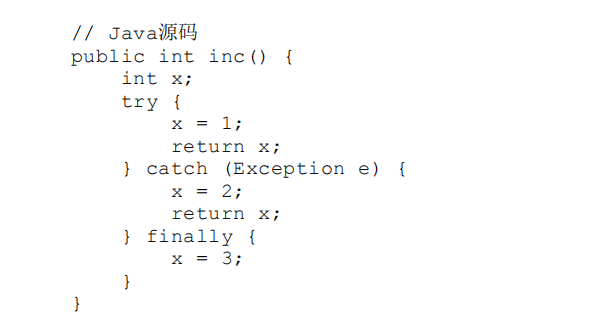 // Java源码
public int inc() {
    int x;
    try {
        x = 1;
        return x;
    } catch (Exception e) {
        x = 2;
        return x;
    } finally {
        x = 3;
    }
}